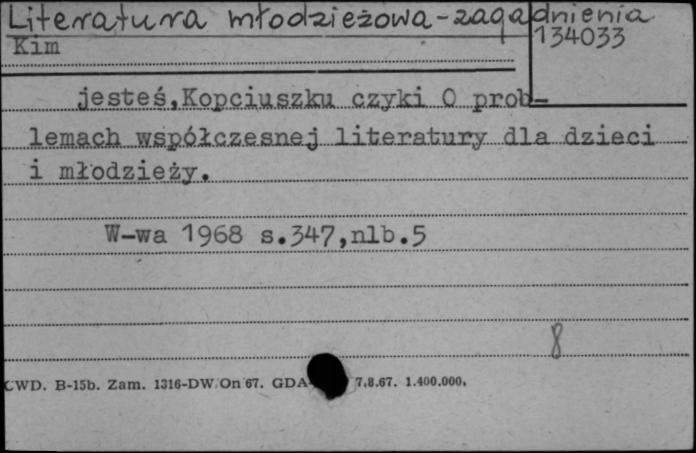 Literatura młodzieżowa-zagadnienia
Kim
134033
jesteś,Kopciuszku czyki O prob-
lemach współczesnej literatury dla dzieci
i młodzieży.
W-wa 1968 s.347,nlb.5
8
CWD. B-15b. Zam. 1316-DW/On 67. GDA 7.8.67. 1.400.000.